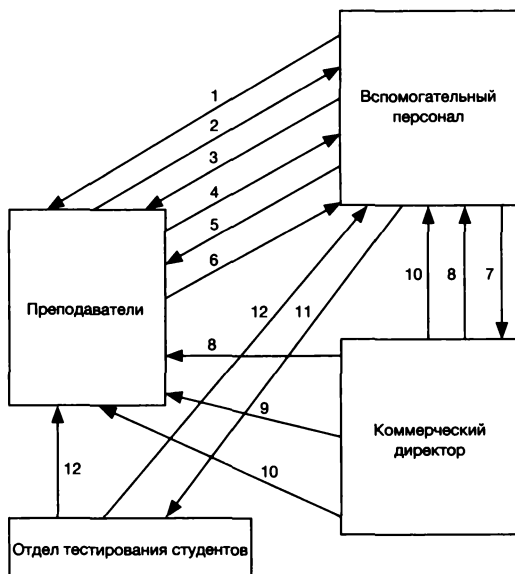 Вспомогательный
персонал
1
2
3
4
5
6
12
11
10
8
7
Преподаватели
8
9
10
Коммерческий
директор
12
Отдел тестирования студентов